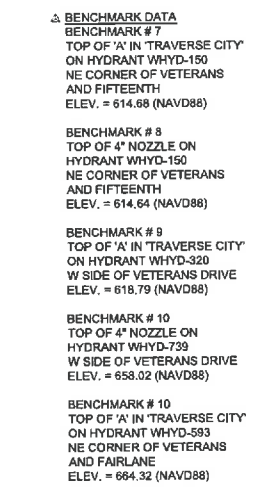 BENCHMARK DATA
BENCHMARK # 7
TOP OF 'A' IN 'TRAVERSE CITY'
ON HYDRANT WHYD-150
NE CORNER OF VETERANS
AND FIFTEENTH
ELEV. = 614.68 (NAVD88)
BENCHMARK # 8
TOP OF 4" NOZZLE ON
HYDRANT WHYD-150
NE CORNER OF VETERANS
AND FIFTEENTH
ELEV. = 614.64 (NAVD88)
BENCHMARK # 9
TOP OF 'A' IN 'TRAVERSE CITY'
ON HYDRANT WHYD-320
W SIDE OF VETERANS DRIVE
ELEV. = 618.79 (NAVD88)
BENCHMARK # 10
TOP OF 4" NOZZLE ON
HYDRANT WHYD-739
W SIDE OF VETERANS DRIVE
ELEV. = 658.02 (NAVD88)
BENCHMARK # 10
TOP OF 'A' IN 'TRAVERSE CITY'
ON HYDRANT WHYD-593
NE CORNER OF VETERANS
AND FAIRLANE
ELEV. = 664.32 (NAVD88)